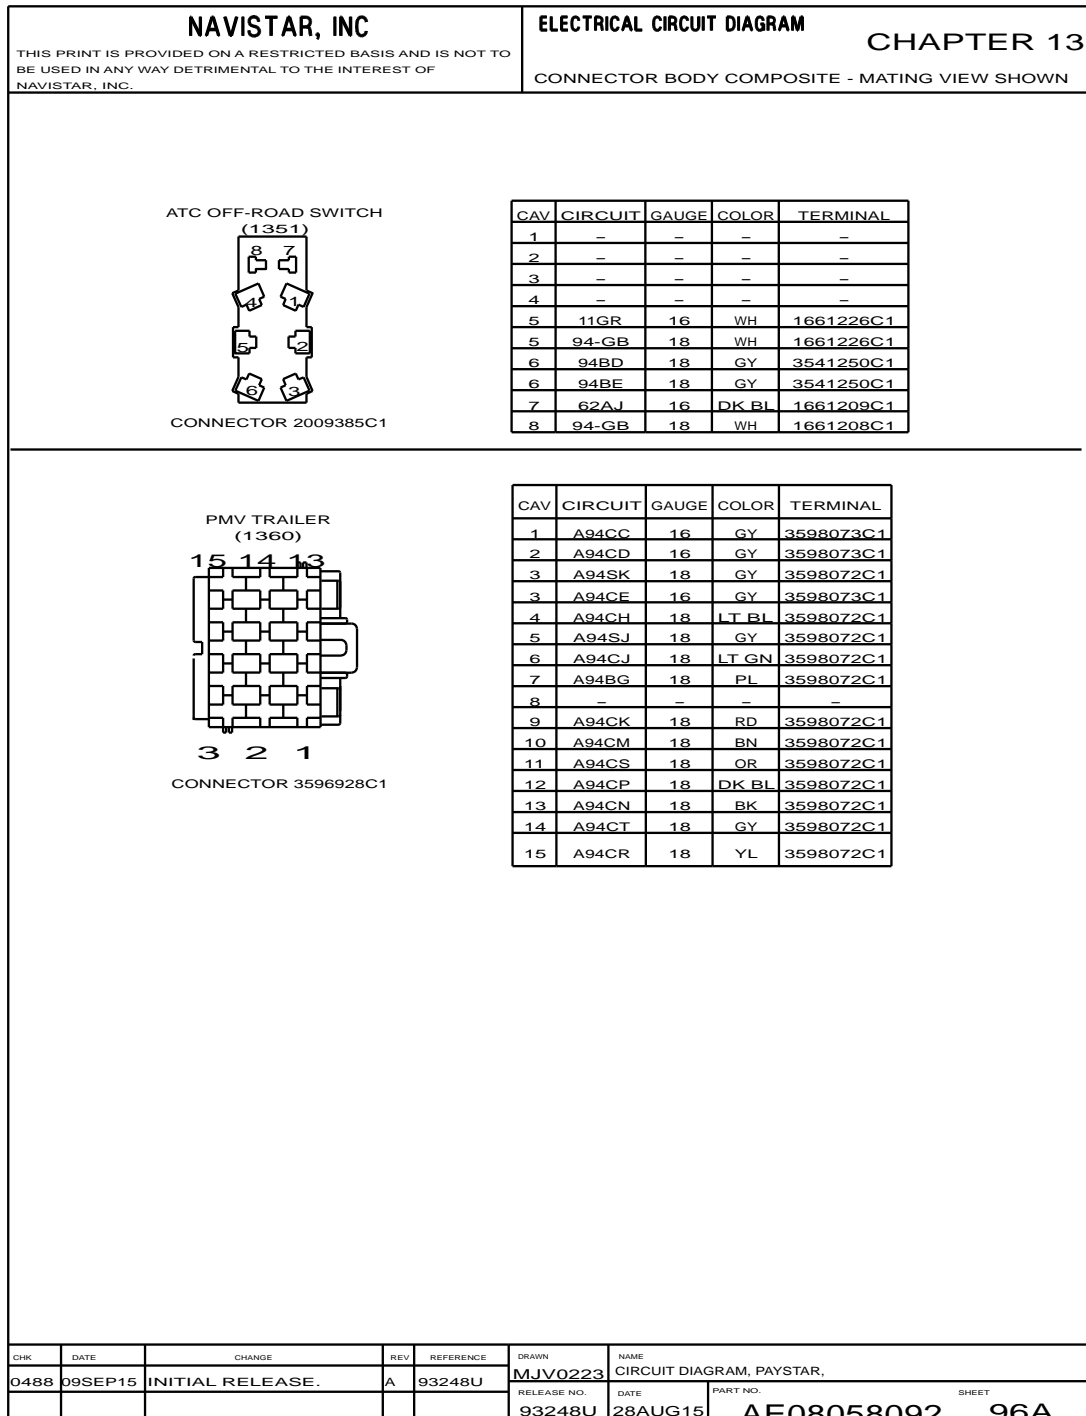 NAVISTAR, INC
THIS PRINT IS PROVIDED ON A RESTRICTED BASIS AND IS NOT TO
BE USED IN ANY WAY DETRIMENTAL TO THE INTEREST OF
NAVISTAR, INC.
ELECTRICAL CIRCUIT DIAGRAM
CHAPTER 13
CONNECTOR BODY COMPOSITE - MATING VIEW SHOWN
ATC OFF-ROAD SWITCH
(1351)
8 7
4 1
5 2
6 3
CONNECTOR 2009385C1
CAV CIRCUIT GAUGE COLOR TERMINAL
1 – – – –
2 – – – –
3 – – – –
4 – – – –
5 11GR 16 WH 1661226C1
5 94-GB 18 WH 1661226C1
6 94BD 18 GY 3541250C1
6 94BE 18 GY 3541250C1
7 62AJ 16 DK BL 1661209C1
8 94-GB 18 WH 1661208C1
PMV TRAILER
(1360)
15 14 13
3 2 1
CONNECTOR 3596928C1
CAV CIRCUIT GAUGE COLOR TERMINAL
1 A94CC 16 GY 3598073C1
2 A94CD 16 GY 3598073C1
3 A94SK 18 GY 3598072C1
3 A94CE 16 GY 3598073C1
4 A94CH 18 LT BL 3598072C1
5 A94SJ 18 GY 3598072C1
6 A94CJ 18 LT GN 3598072C1
7 A94BG 18 PL 3598072C1
8 – – – –
9 A94CK 18 RD 3598072C1
10 A94CM 18 BN 3598072C1
11 A94CS 18 OR 3598072C1
12 A94CP 18 DK BL 3598072C1
13 A94CN 18 BK 3598072C1
14 A94CT 18 GY 3598072C1
15 A94CR 18 YL 3598072C1
CHK DATE CHANGE REV REFERENCE
0488 09SEP15 INITIAL RELEASE. A 93248U
DRAWN
MJV0223
NAME
CIRCUIT DIAGRAM, PAYSTAR,
RELEASE NO.
93248U
DATE
28AUG15
PART NO.
AE08058092
SHEET
96A